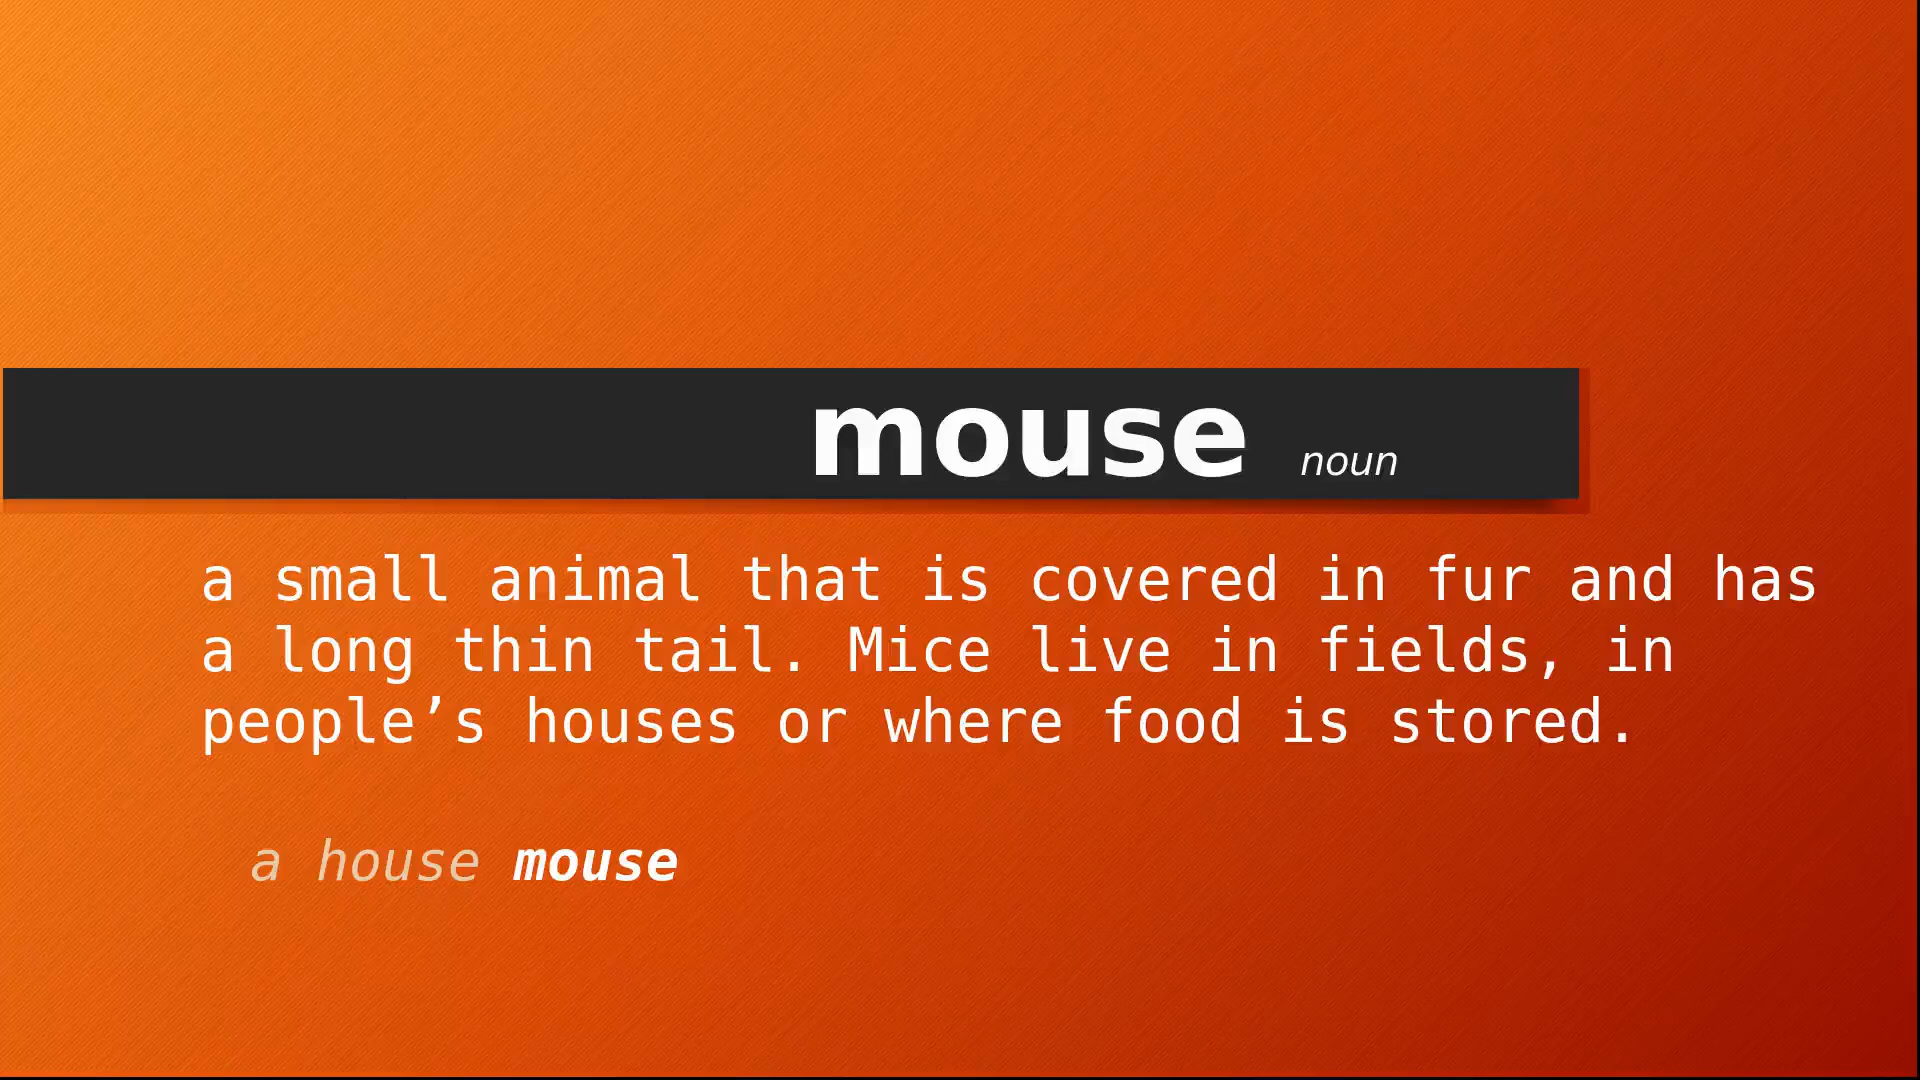 mouse noun
a small animal that is covered in fur and has
a long thin tail. Mice live in fields, in
people’s houses or where food is stored.
a house mouse